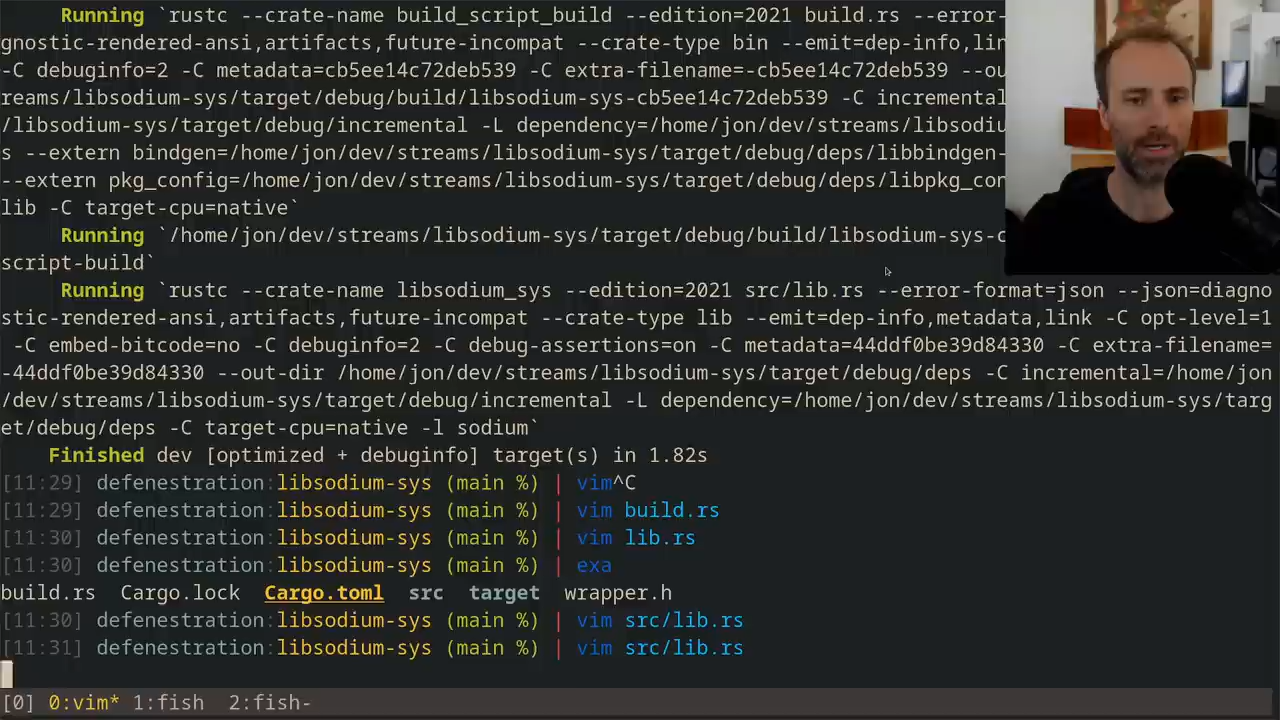 Running `rustc --crate-name build_script_build --edition=2021 build.rs --error-
gnostic-rendered-ansi,artifacts,future-incompat --crate-type bin --emit=dep-info,lin
-C debuginfo=2 -C metadata=cb5ee14c72deb539 -C extra-filename=-cb5ee14c72deb539 --ou
reams/libsodium-sys/target/debug/build/libsodium-sys-cb5ee14c72deb539 -C incremental
/libsodium-sys/target/debug/incremental -L dependency=/home/jon/dev/streams/libsodiu
s --extern bindgen=/home/jon/dev/streams/libsodium-sys/target/debug/deps/libbindgen-
--extern pkg_config=/home/jon/dev/streams/libsodium-sys/target/debug/deps/libpkg_con
lib -C target-cpu=native`
Running `/home/jon/dev/streams/libsodium-sys/target/debug/build/libsodium-sys-c
script-build`
Running `rustc --crate-name libsodium_sys --edition=2021 src/lib.rs --error-format=json --json=diagno
stic-rendered-ansi,artifacts,future-incompat --crate-type lib --emit=dep-info,metadata,link -C opt-level=1
-C embed-bitcode=no -C debuginfo=2 -C debug-assertions=on -C metadata=44ddf0be39d84330 -C extra-filename=
-44ddf0be39d84330 --out-dir /home/jon/dev/streams/libsodium-sys/target/debug/deps -C incremental=/home/jon
/dev/streams/libsodium-sys/target/debug/incremental -L dependency=/home/jon/dev/streams/libsodium-sys/targ
et/debug/deps -C target-cpu=native -l sodium`
Finished dev [optimized + debuginfo] target(s) in 1.82s
[11:29] defenestration:libsodium-sys (main %) | vim^C
[11:29] defenestration:libsodium-sys (main %) | vim build.rs
[11:30] defenestration:libsodium-sys (main %) | vim lib.rs
[11:30] defenestration:libsodium-sys (main %) | exa
build.rs Cargo.lock Cargo.toml src target wrapper.h
[11:30] defenestration:libsodium-sys (main %) | vim src/lib.rs
[11:31] defenestration:libsodium-sys (main %) | vim src/lib.rs
[0] 0:vim* 1:fish 2:fish-